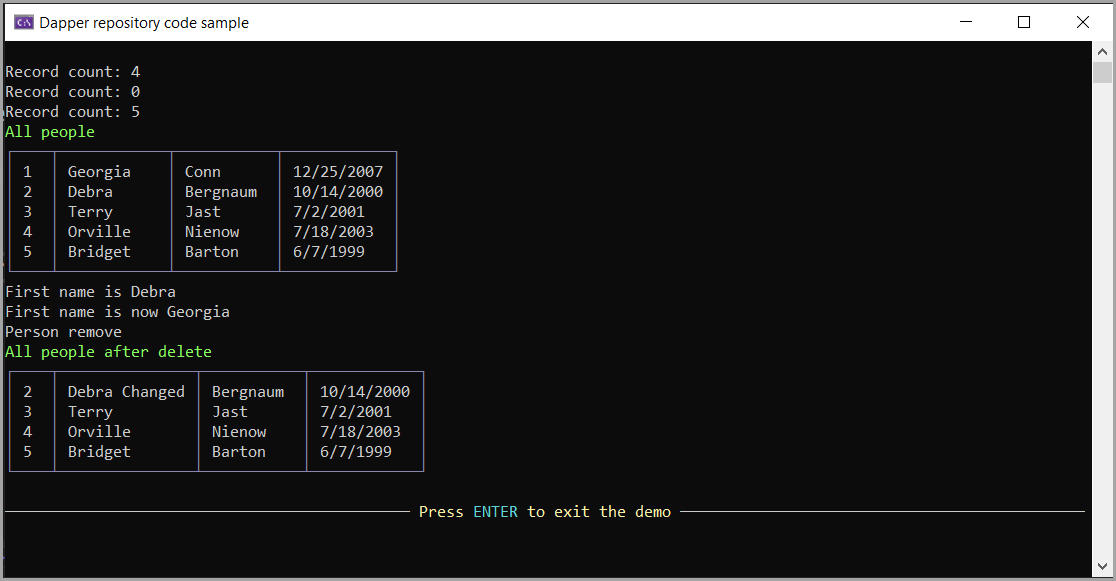 Dapper repository code sample
Record count: 4
Record count: 0
Record count: 5
All people
1 Georgia Conn 12/25/2007
2 Debra Bergnaum 10/14/2000
3 Terry Jast 7/2/2001
4 Orville Nienow 7/18/2003
5 Bridget Barton 6/7/1999
First name is Debra
First name is now Georgia
Person remove
All people after delete
2 Debra Changed Bergnaum 10/14/2000
3 Terry Jast 7/2/2001
4 Orville Nienow 7/18/2003
5 Bridget Barton 6/7/1999
Press ENTER to exit the demo